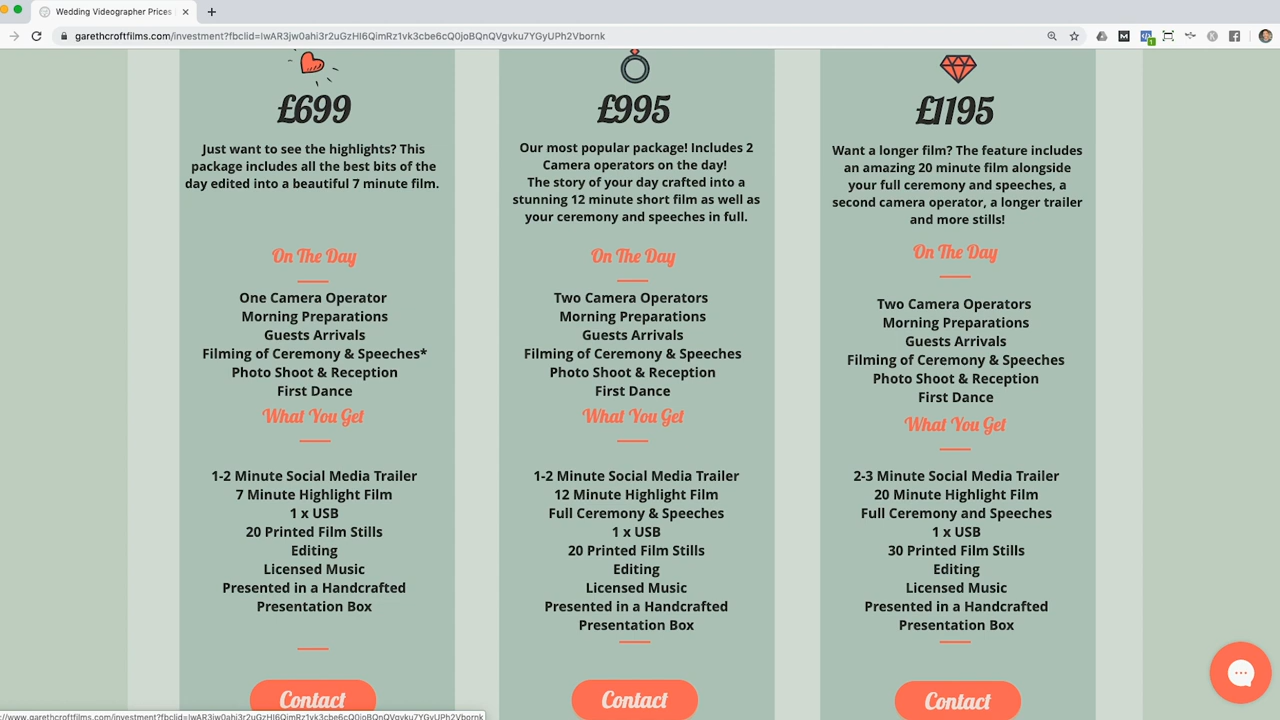 Wedding Videographer Prices
garethcroftfilms.com/investment?fbclid=IwAR3jw0ahi3r2uGzHI6QimRz1vk3cbe6cQ0joBQnQVgvku7YGyUPh2Vbornk
£699
Just want to see the highlights? This
package includes all the best bits of the
day edited into a beautiful 7 minute film.
On The Day
One Camera Operator
Morning Preparations
Guests Arrivals
Filming of Ceremony & Speeches*
Photo Shoot & Reception
First Dance
What You Get
1-2 Minute Social Media Trailer
7 Minute Highlight Film
1 x USB
20 Printed Film Stills
Editing
Licensed Music
Presented in a Handcrafted
Presentation Box
Contact
£995
Our most popular package! Includes 2
Camera operators on the day!
The story of your day crafted into a
stunning 12 minute short film as well as
your ceremony and speeches in full.
On The Day
Two Camera Operators
Morning Preparations
Guests Arrivals
Filming of Ceremony & Speeches
Photo Shoot & Reception
First Dance
What You Get
1-2 Minute Social Media Trailer
12 Minute Highlight Film
Full Ceremony & Speeches
1 x USB
20 Printed Film Stills
Editing
Licensed Music
Presented in a Handcrafted
Presentation Box
Contact
£1195
Want a longer film? The feature includes
an amazing 20 minute film alongside
your full ceremony and speeches, a
second camera operator, a longer trailer
and more stills!
On The Day
Two Camera Operators
Morning Preparations
Guests Arrivals
Filming of Ceremony & Speeches
Photo Shoot & Reception
First Dance
What You Get
2-3 Minute Social Media Trailer
20 Minute Highlight Film
Full Ceremony and Speeches
1 x USB
30 Printed Film Stills
Editing
Licensed Music
Presented in a Handcrafted
Presentation Box
Contact
://www.garethcroftfilms.com/investment?fbclid=IwAR3jw0ahi3r2uGzHI6QimRz1vk3cbe6cQ0joBQnQVgvku7YGyUPh2Vbornk